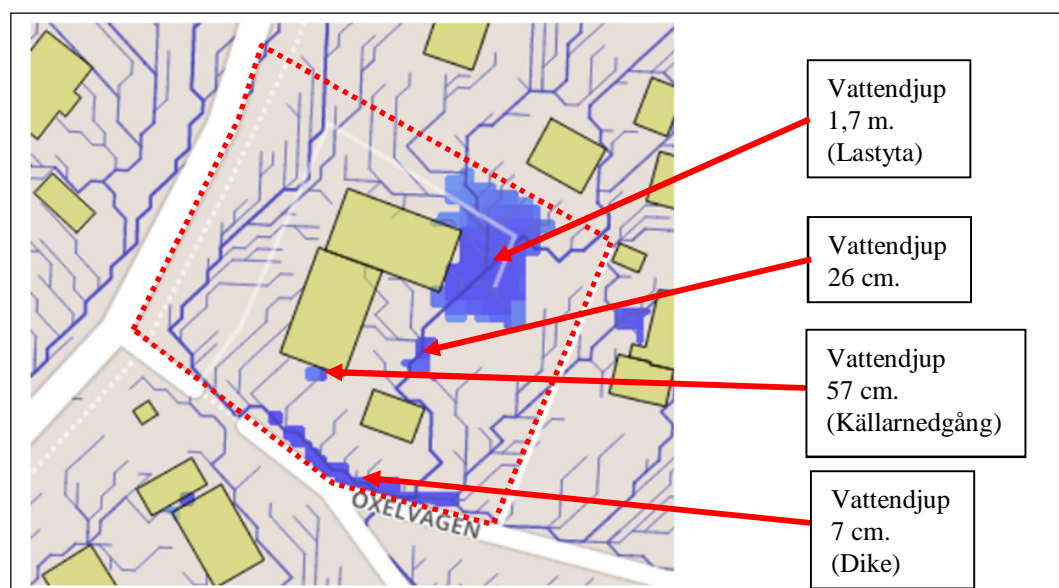 Vattendjup
1,7 m.
(Lastyta)
Vattendjup
26 cm.
Vattendjup
57 cm.
(Källarnedgång)
Vattendjup
7 cm.
(Dike)
OXELVÄGEN